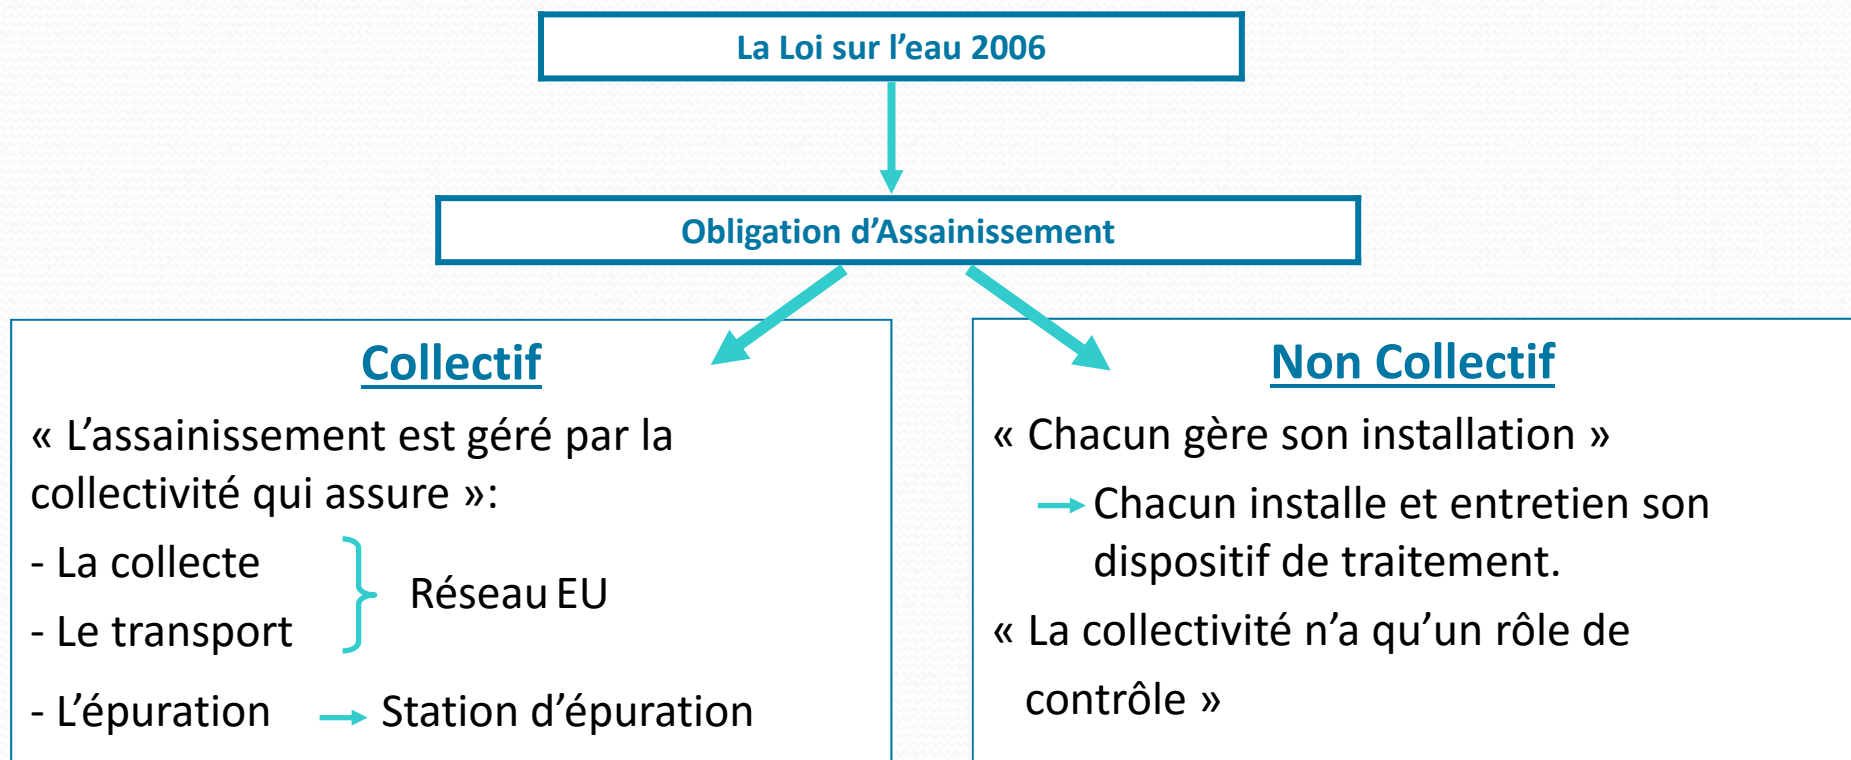 La Loi sur l’eau 2006
Obligation d’Assainissement
Collectif
« L’assainissement est géré par la
collectivité qui assure »:
- La collecte
- Le transport
Réseau EU
- L’épuration
Station d’épuration
Non Collectif
« Chacun gère son installation »
Chacun installe et entretien son
dispositif de traitement.
« La collectivité n’a qu’un rôle de
contrôle »